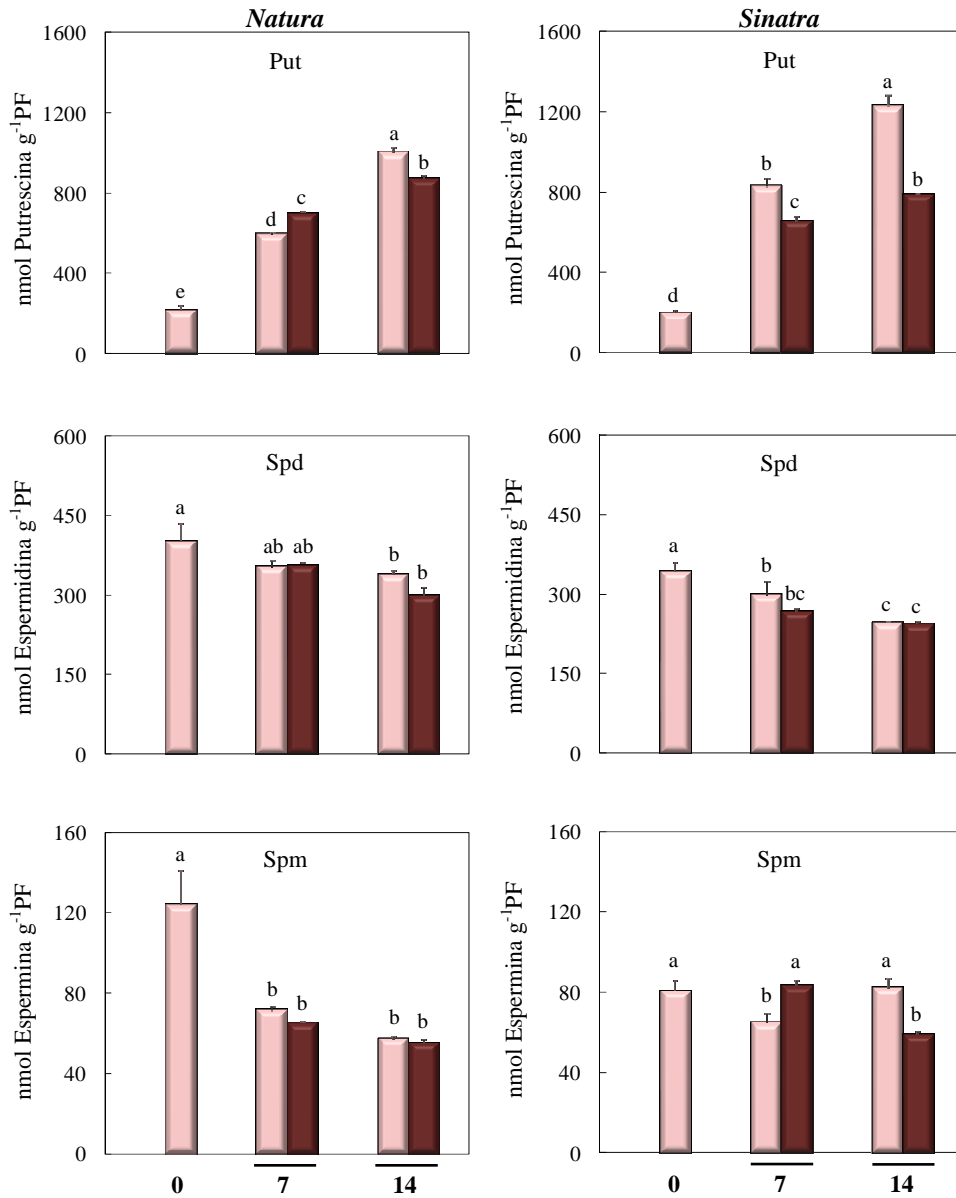 Natura
Sinatra
nmol Putrescina g⁻¹PF
1600
1200
800
400
0
Put
e
d
c
a
b
nmol Putrescina g⁻¹PF
1600
1200
800
400
0
Put
d
b
c
a
b
nmol Espermidina g⁻¹PF
600
450
300
150
0
Spd
a
ab
ab
b
b
nmol Espermidina g⁻¹PF
600
450
300
150
0
Spd
a
b
bc
c
c
nmol Espermina g⁻¹PF
160
120
80
40
0
Spm
a
b
b
b
b
0
7
14
nmol Espermina g⁻¹PF
160
120
80
40
0
Spm
a
b
a
a
b
0
7
14